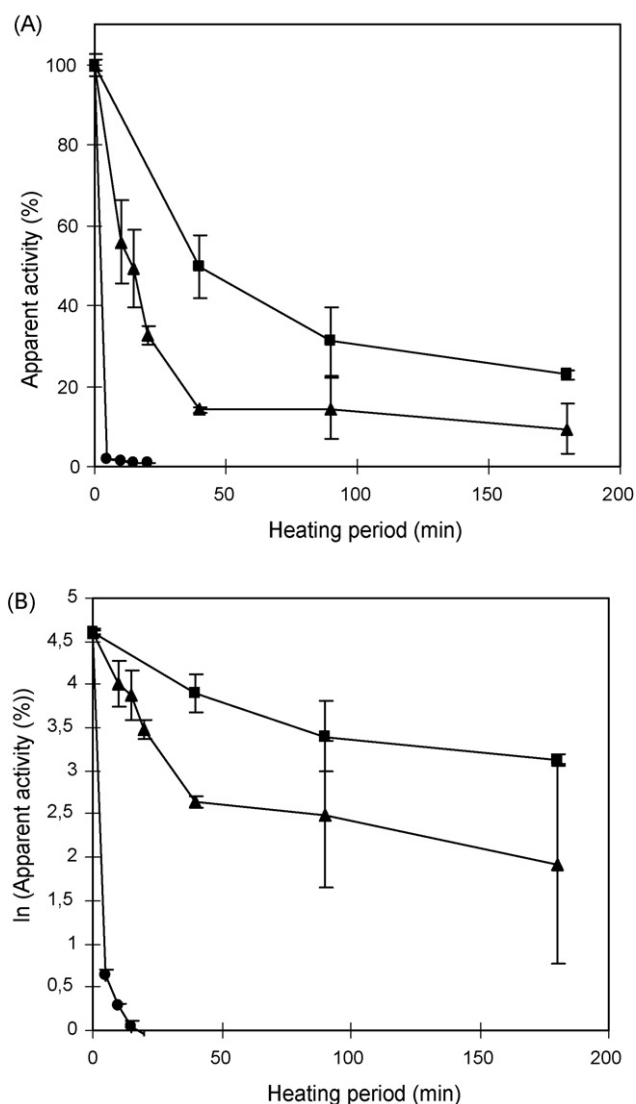 (A)
100
80
60
40
20
0
Apparent activity (%)
0 50 100 150 200
Heating period (min)
(B)
5
4,5
4
3,5
3
2,5
2
1,5
1
0,5
0
ln (Apparent activity (%))
0 50 100 150 200
Heating period (min)